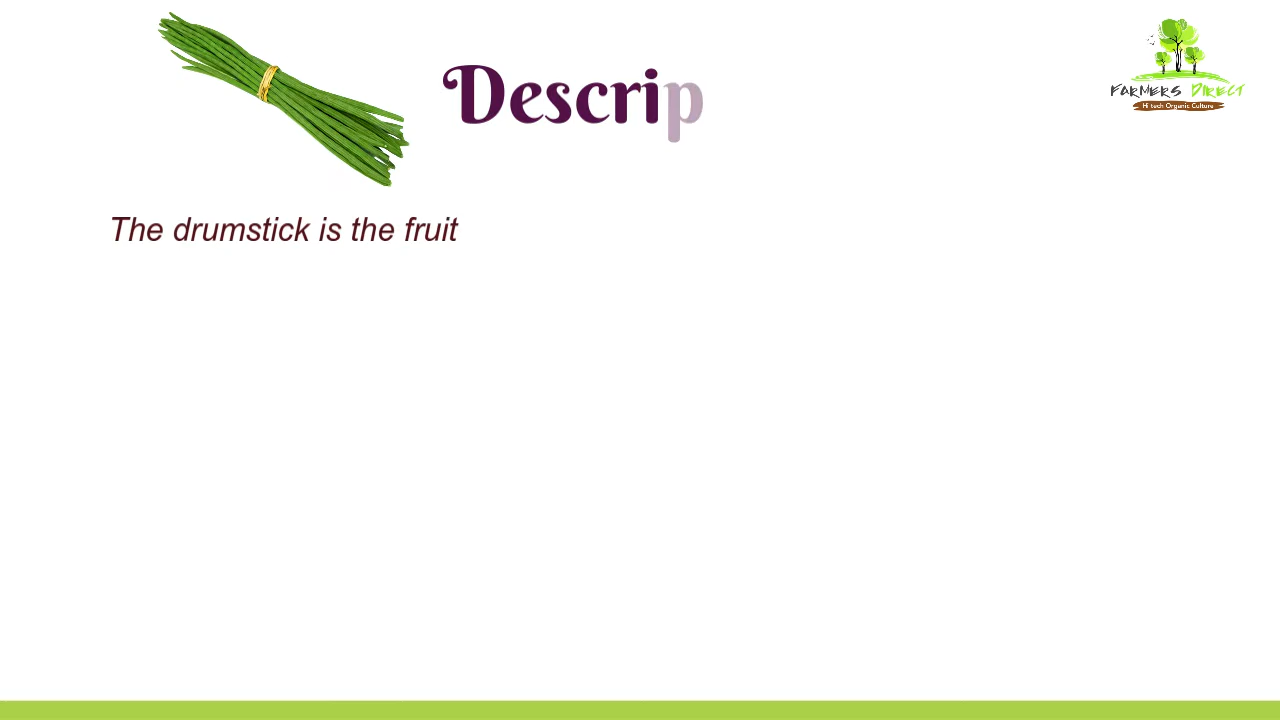 Descrip
FARMERS DIRECT
Hi tech Organic Culture
The drumstick is the fruit